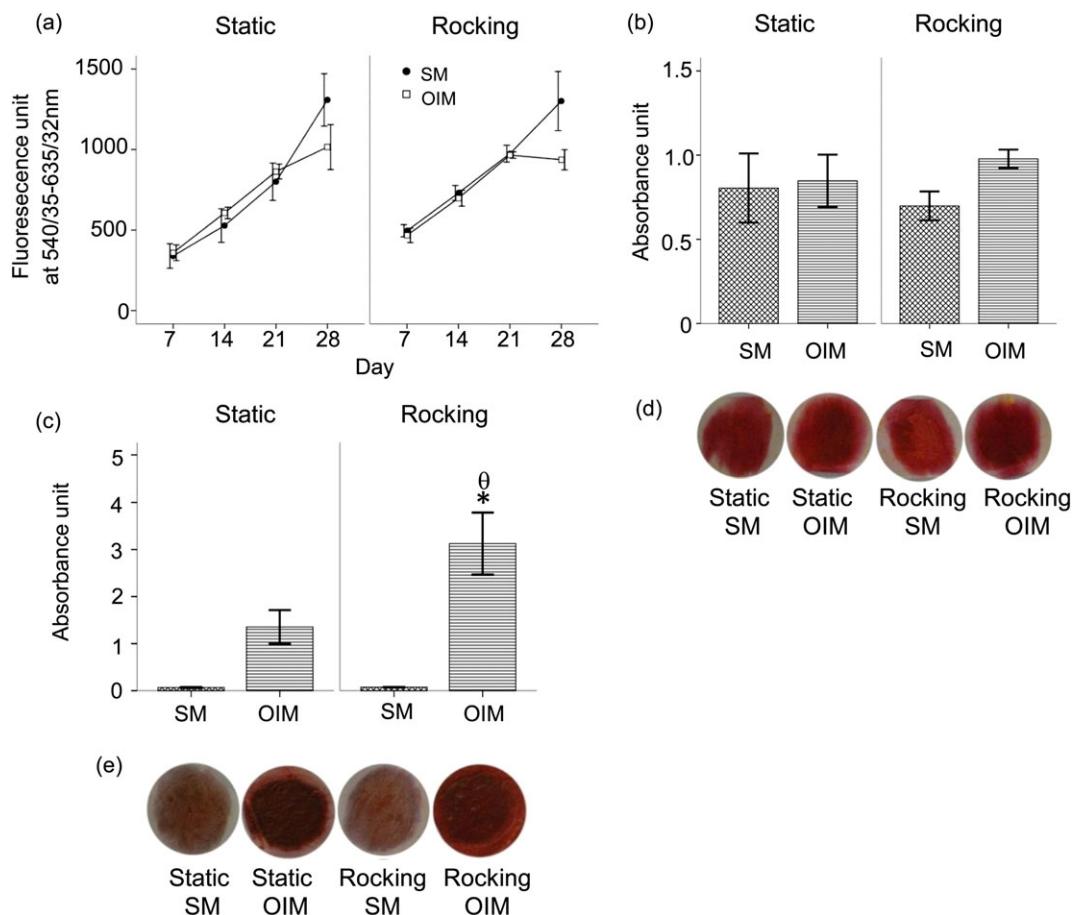 (a)
Static
Rocking
Fluoresecence unit
at 540/35-635/32nm
1500
1000
500
0
SM
OIM
7 14 21 28
7 14 21 28
Day
(b)
Static
Rocking
Absorbance unit
1.5
1.0
0.5
0
SM OIM
SM OIM
(c)
Static
Rocking
Absorbance unit
5
4
3
2
1
0
θ
*
SM OIM
SM OIM
(d)
Static Static Rocking Rocking
SM OIM SM OIM
(e)
Static Static Rocking Rocking
SM OIM SM OIM